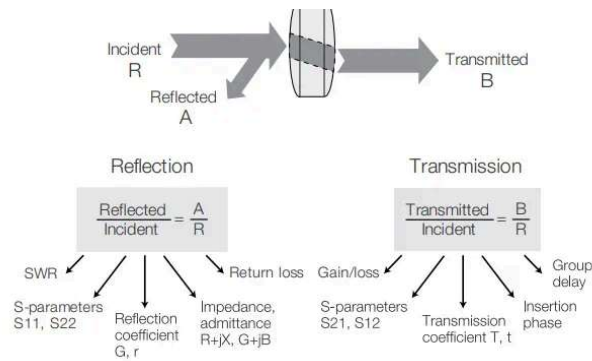 Incident
R
Reflected
A
Transmitted
B
Reflection
Reflected
Incident
= A
R
SWR
S-parameters
S11, S22
Reflection
coefficient
G, r
Impedance,
admittance
R+jX, G+jB
Return loss
Transmission
Transmitted
Incident
= B
R
Gain/loss
S-parameters
S21, S12
Transmission
coefficient T, t
Insertion
phase
Group
delay